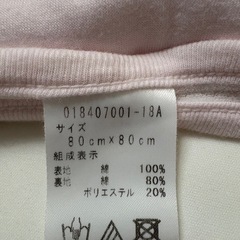 018407001-18A
サイズ
80cm×80cm
組成表示
表地 綿 100%
裏地 綿 80%
ポリエステル 20%